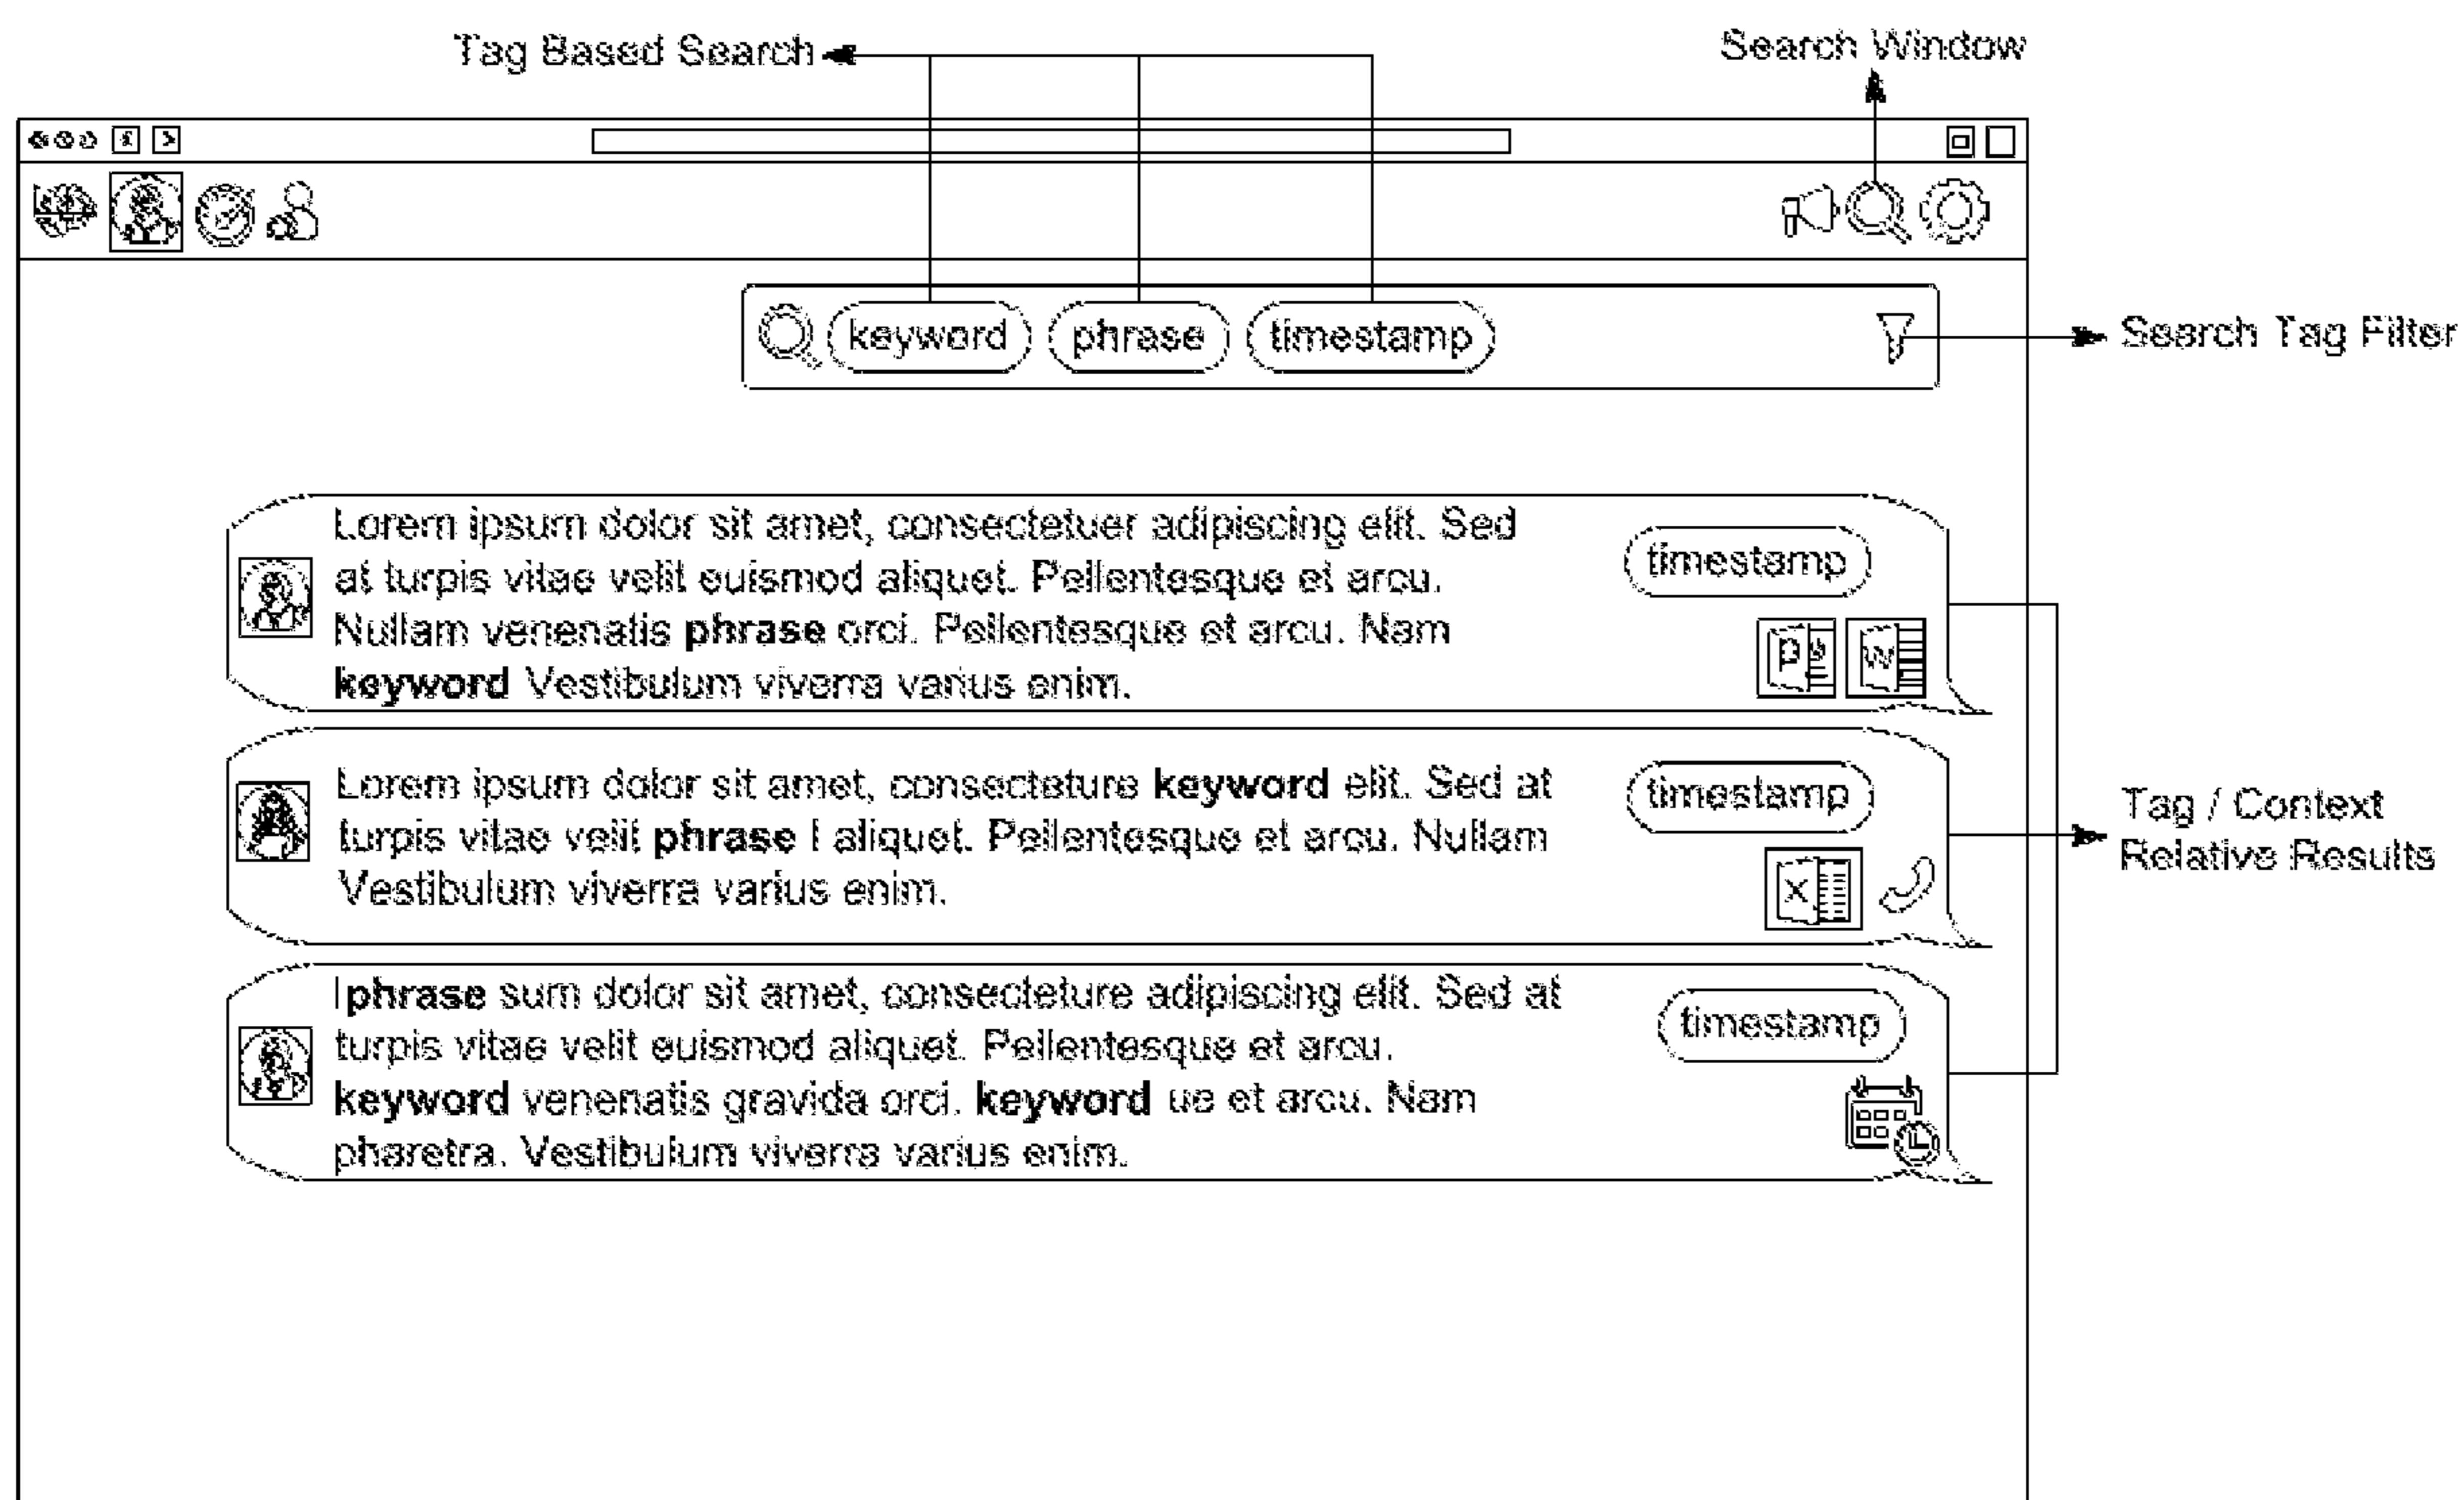 Tag Based Search
Search Window
keyword phrase timestamp
Search Tag Filter
Lorem ipsum dolor sit amet, consectetuer adipiscing elit. Sed
at turpis vitae velit euismod aliquet. Pellentesque et arcu.
Nullam venenatis phrase orci. Pellentesque et arcu. Nam
keyword Vestibulum viverra varius enim.
timestamp
P
W
Lorem ipsum dolor sit amet, consecteture keyword elit. Sed at
turpis vitae velit phrase l aliquet. Pellentesque et arcu. Nullam
Vestibulum viverra varius enim.
timestamp
X
Tag / Context
Relative Results
l phrase sum dolor sit amet, consecteture adipiscing elit. Sed at
turpis vitae velit euismod aliquet. Pellentesque et arcu.
keyword venenatis gravida orci. keyword ue et arcu. Nam
pharetra. Vestibulum viverra varius enim.
timestamp